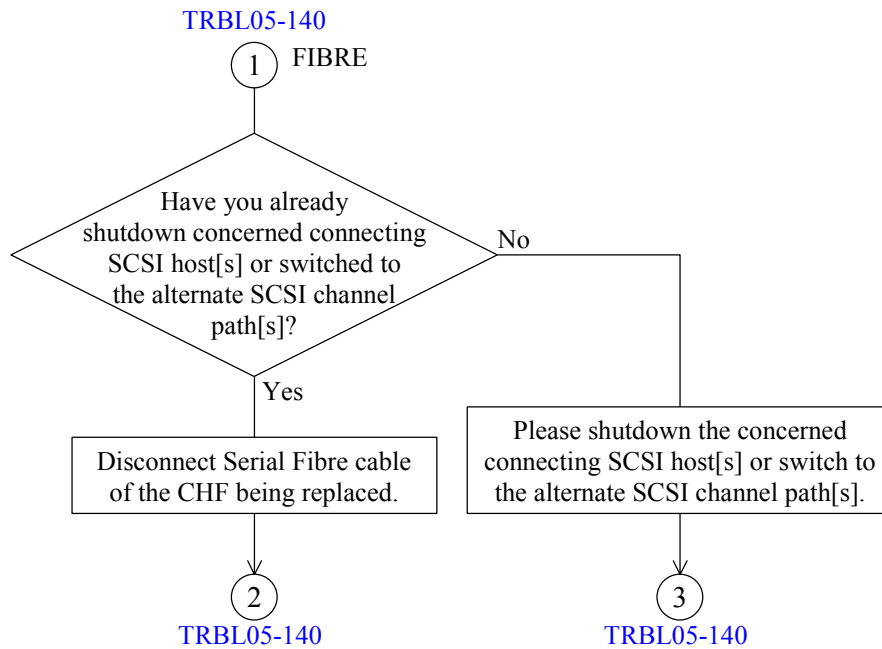 TRBL05-140
1 FIBRE
Have you already
shutdown concerned connecting
SCSI host[s] or switched to
the alternate SCSI channel
path[s]?
No
Yes
Disconnect Serial Fibre cable
of the CHF being replaced.
Please shutdown the concerned
connecting SCSI host[s] or switch to
the alternate SCSI channel path[s].
2
TRBL05-140
3
TRBL05-140